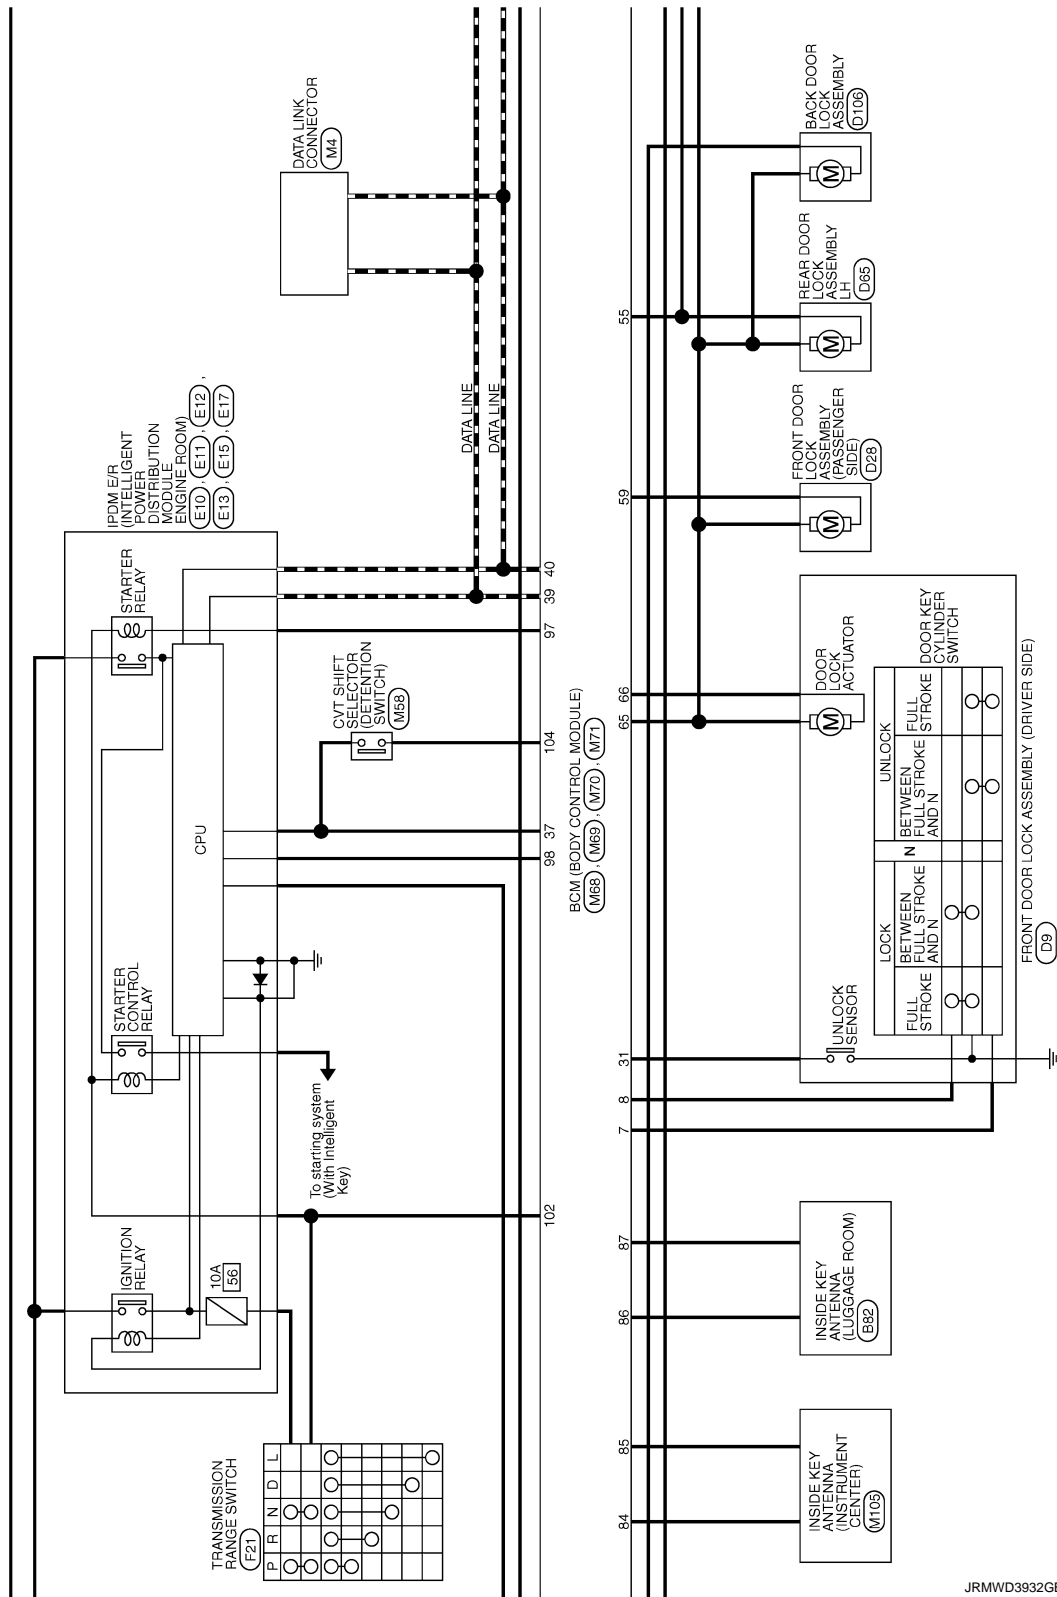 DATA LINK
CONNECTOR
M4
IPDM E/R
(INTELLIGENT
POWER
DISTRIBUTION
MODULE
ENGINE ROOM)
E10 , E11 , E12 ,
E13 , E15 , E17
STARTER
RELAY
CPU
STARTER
CONTROL
RELAY
IGNITION
RELAY
10A
56
TRANSMISSION
RANGE SWITCH
F21
P R N D L
To starting system
(With Intelligent
Key)
CVT SHIFT
SELECTOR
(DETENTION
SWITCH)
M58
DATA LINE
DATA LINE
102
98
37
104
97
39
40
BCM (BODY CONTROL MODULE)
M68 , M69 , M70 , M71
84
85
86
87
7
8
31
65
66
59
55
INSIDE KEY
ANTENNA
(INSTRUMENT
CENTER)
M105
INSIDE KEY
ANTENNA
(LUGGAGE ROOM)
B82
UNLOCK
SENSOR
M
DOOR
LOCK
ACTUATOR
LOCK
N
UNLOCK
FULL
STROKE
BETWEEN
FULL STROKE
AND N
BETWEEN
FULL STROKE
AND N
FULL
STROKE
DOOR KEY
CYLINDER
SWITCH
FRONT DOOR LOCK ASSEMBLY (DRIVER SIDE)
D9
M
FRONT DOOR
LOCK
ASSEMBLY
(PASSENGER
SIDE)
D28
M
REAR DOOR
LOCK
ASSEMBLY
LH
D65
M
BACK DOOR
LOCK
ASSEMBLY
D106
JRMWD3932GE